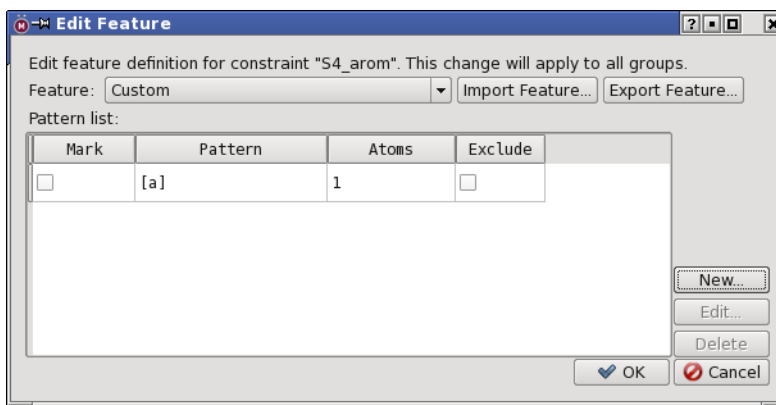 Edit Feature
Edit feature definition for constraint "S4_arom". This change will apply to all groups.
Feature: Custom Import Feature... Export Feature...
Pattern list:
Mark Pattern Atoms Exclude
[a] 1
New...
Edit...
Delete
OK Cancel